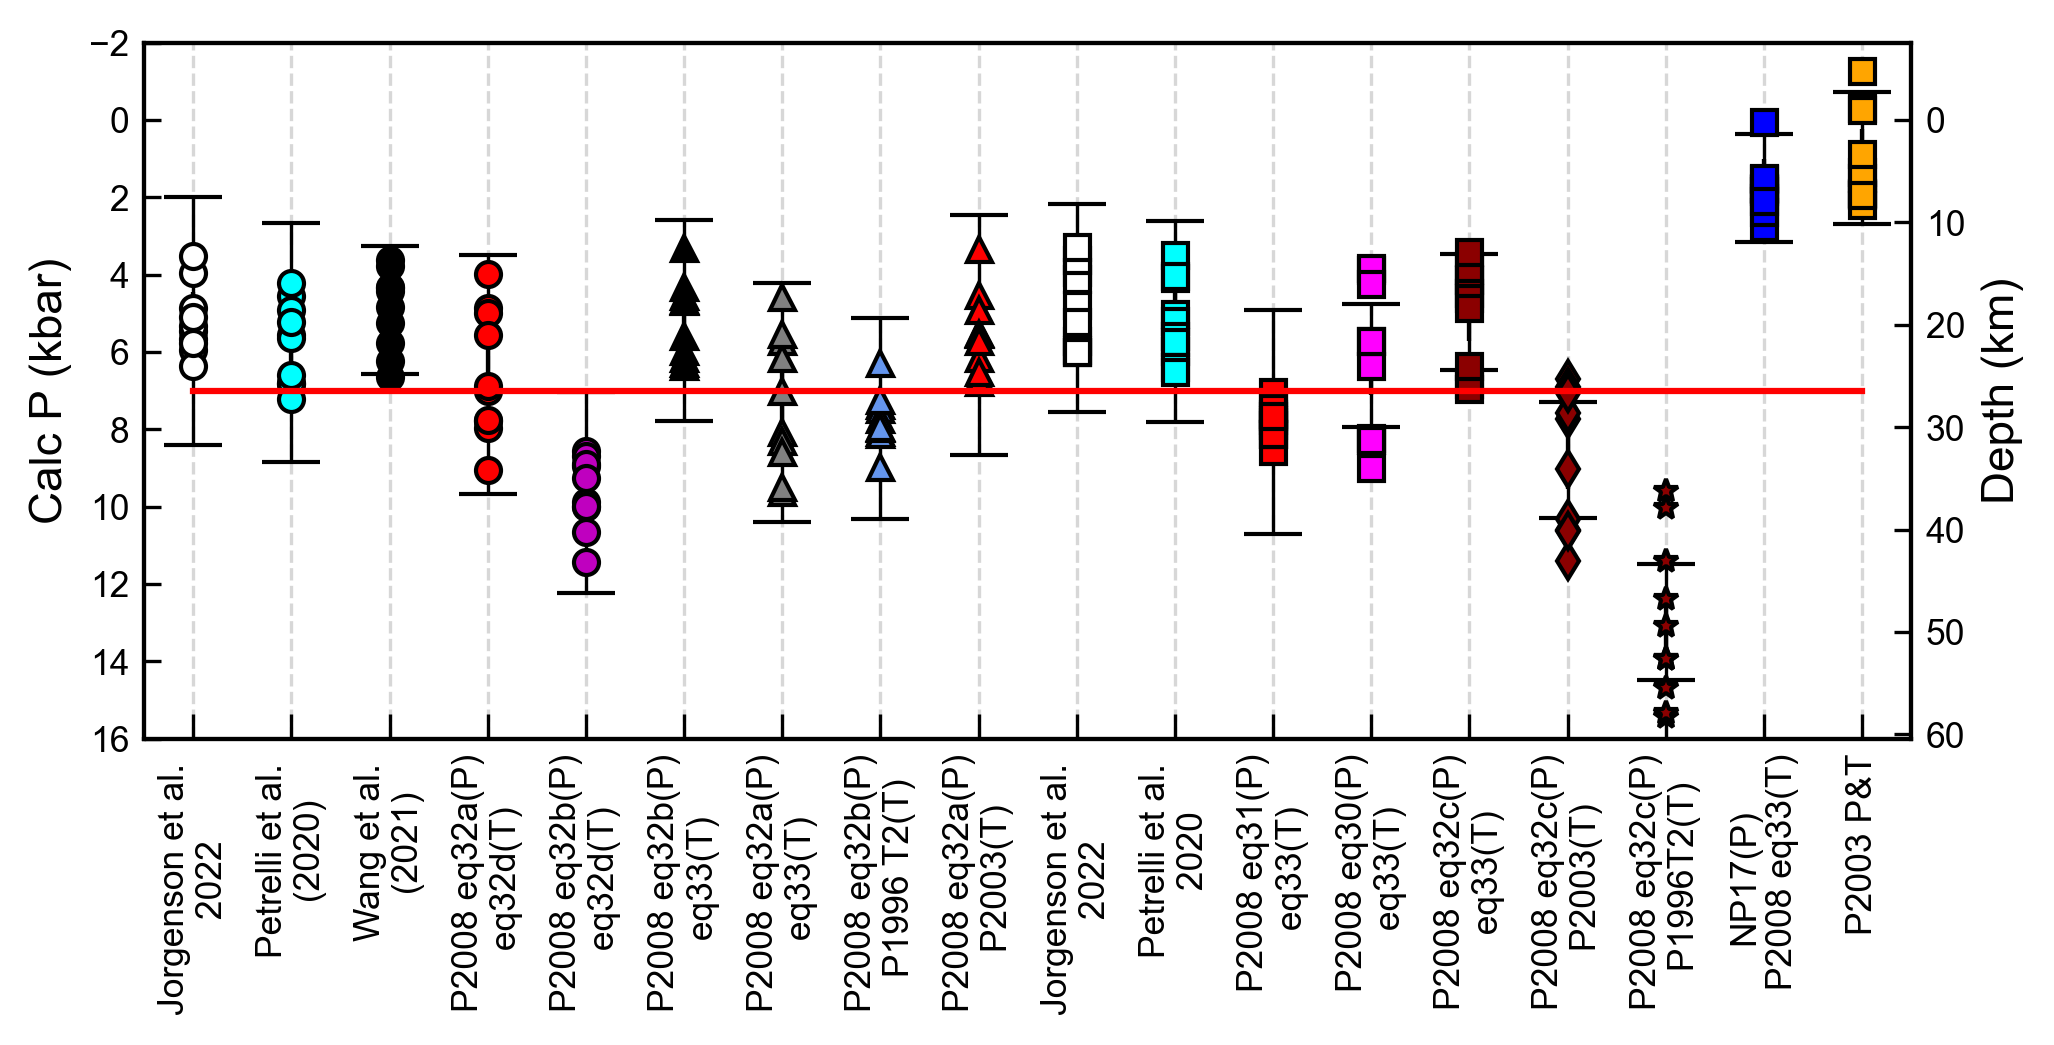 Calc P (kbar)
−2
0
2
4
6
8
10
12
14
16
Depth (km)
0
10
20
30
40
50
60
Jorgenson et al.
2022
Petrelli et al.
(2020)
Wang et al.
(2021)
P2008 eq32a(P)
eq32d(T)
P2008 eq32b(P)
eq32d(T)
P2008 eq32b(P)
eq33(T)
P2008 eq32a(P)
eq33(T)
P2008 eq32b(P)
P1996 T2(T)
P2008 eq32a(P)
P2003(T)
Jorgenson et al.
2022
Petrelli et al.
2020
P2008 eq31(P)
eq33(T)
P2008 eq30(P)
eq33(T)
P2008 eq32c(P)
eq33(T)
P2008 eq32c(P)
P2003(T)
P2008 eq32c(P)
P1996T2(T)
NP17(P)
P2008 eq33(T)
P2003 P&T